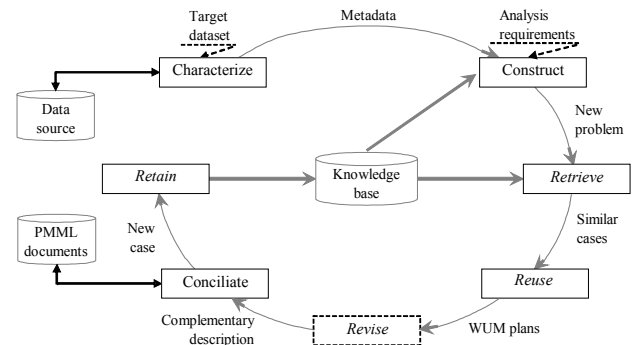 Target
dataset
Metadata
Analysis
requirements
Characterize
Construct
Data
source
New
problem
Retain
Knowledge
base
Retrieve
PMML
documents
New
case
Similar
cases
Conciliate
Reuse
Complementary
description
Revise
WUM plans